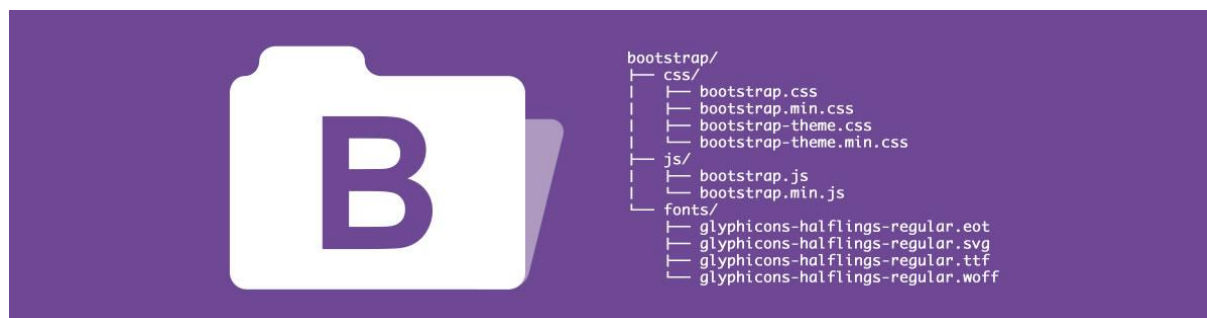 B
bootstrap/
├── css/
│   ├── bootstrap.css
│   ├── bootstrap.min.css
│   ├── bootstrap-theme.css
│   └── bootstrap-theme.min.css
├── js/
│   ├── bootstrap.js
│   └── bootstrap.min.js
└── fonts/
    ├── glyphicons-halflings-regular.eot
    ├── glyphicons-halflings-regular.svg
    ├── glyphicons-halflings-regular.ttf
    └── glyphicons-halflings-regular.woff